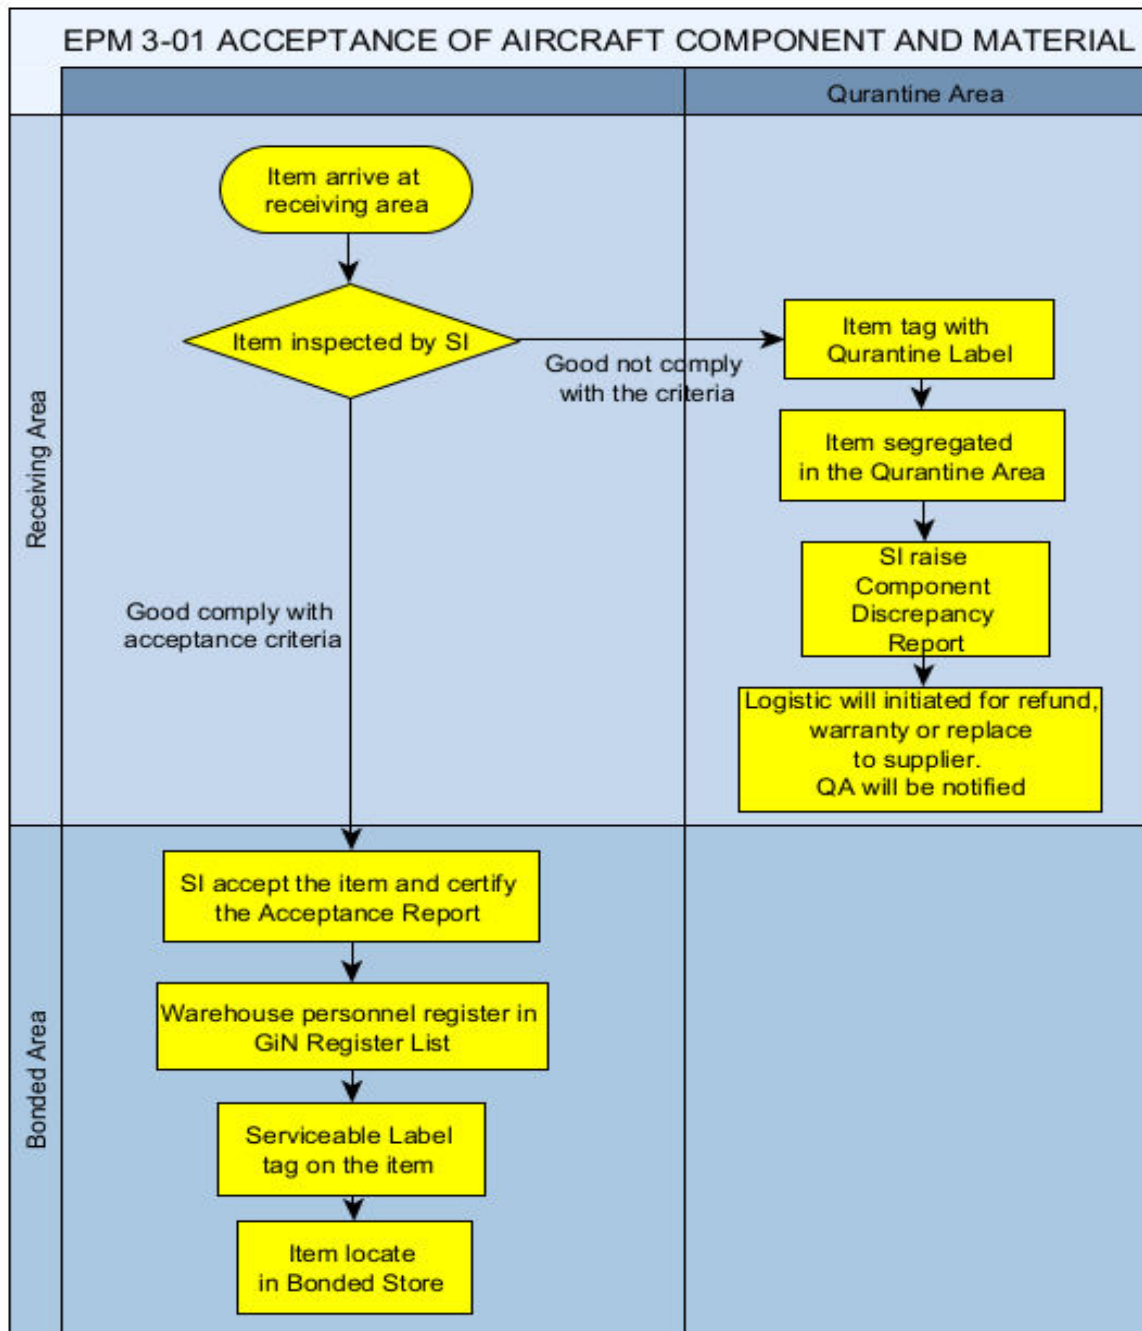 EPM 3-01 ACCEPTANCE OF AIRCRAFT COMPONENT AND MATERIAL
Qurantine Area
Receiving Area
Item arrive at
receiving area
Item inspected by SI
Good not comply
with the criteria
Item tag with
Qurantine Label
Item segregated
in the Qurantine Area
SI raise
Component
Discrepancy
Report
Logistic will initiated for refund,
warranty or replace
to supplier.
QA will be notified
Good comply with
acceptance criteria
Bonded Area
SI accept the item and certify
the Acceptance Report
Warehouse personnel register in
GiN Register List
Serviceable Label
tag on the item
Item locate
in Bonded Store